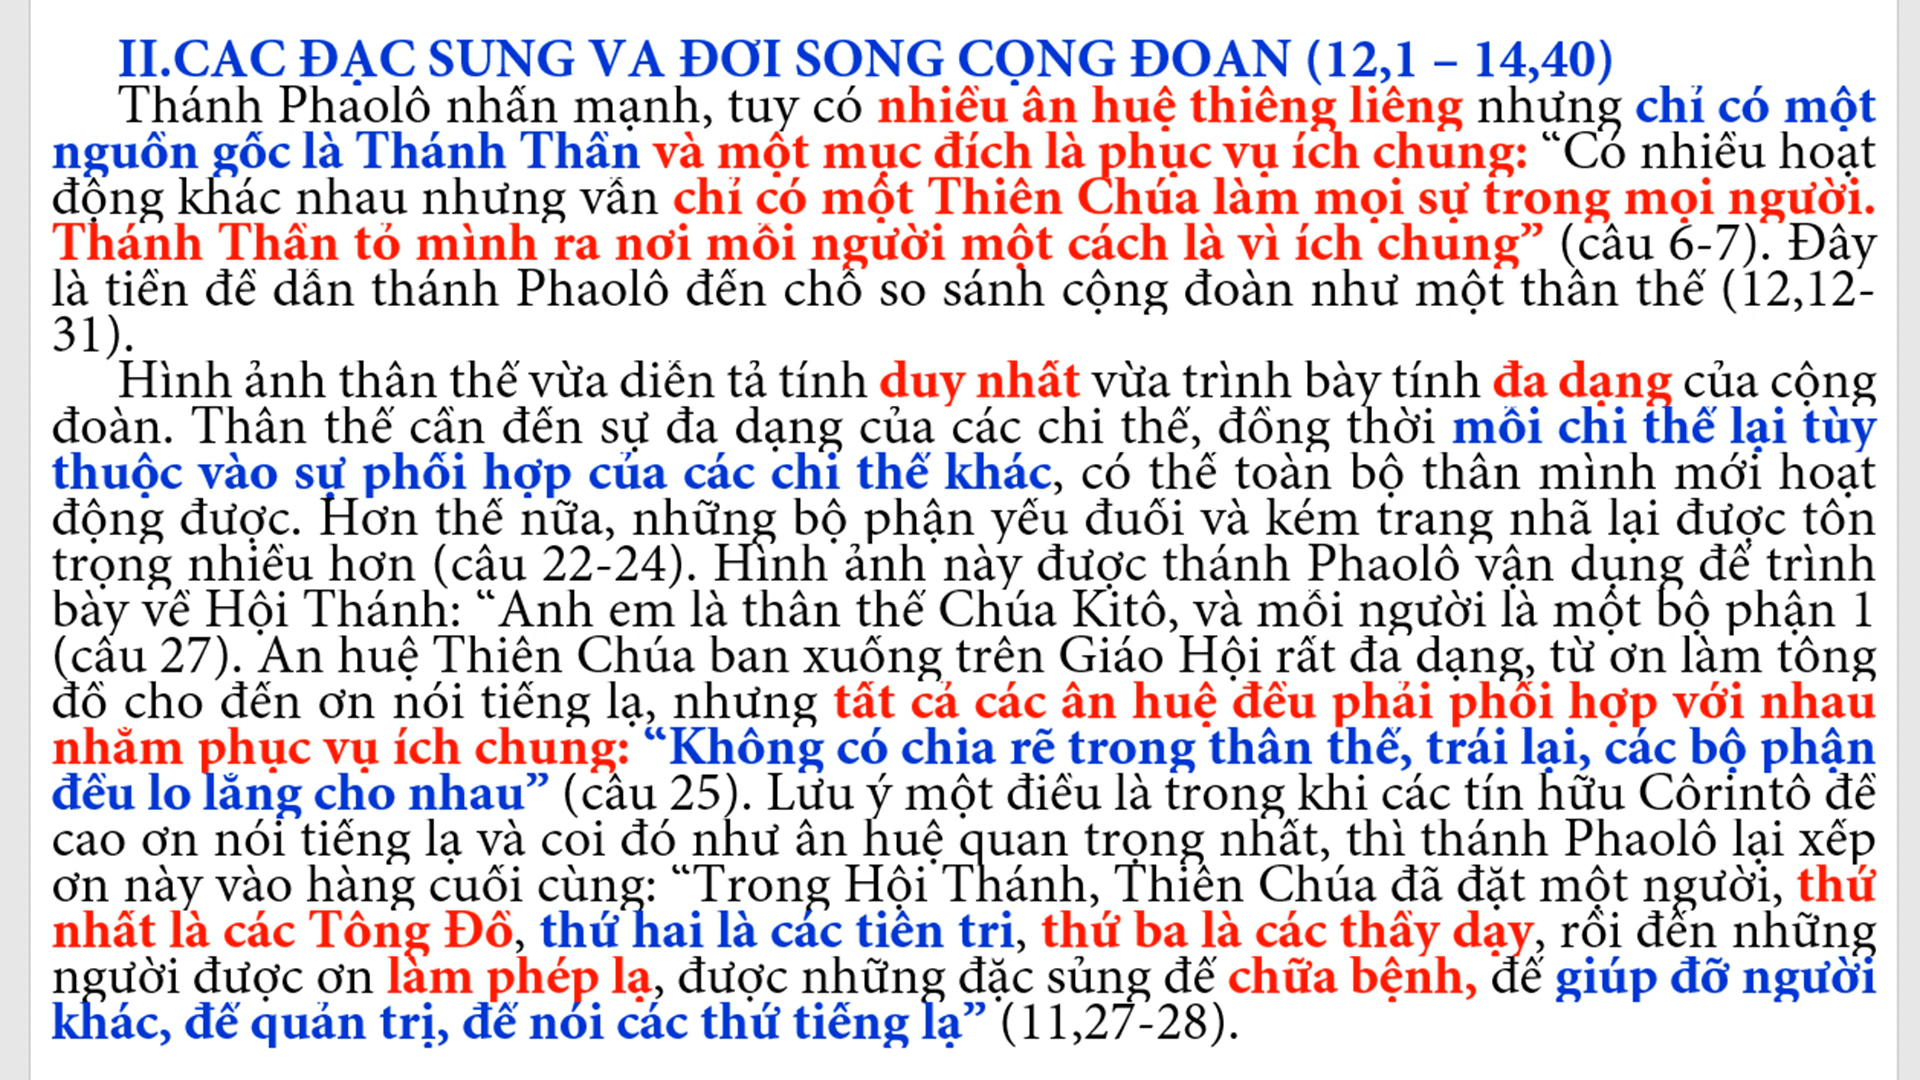 II.CÁC ĐẶC SỦNG VÀ ĐỜI SỐNG CỘNG ĐOÀN (12,1 – 14,40)
Thánh Phaolô nhấn mạnh, tuy có nhiều ân huệ thiêng liêng nhưng chỉ có một
nguồn gốc là Thánh Thần và một mục đích là phục vụ ích chung: “Có nhiều hoạt
động khác nhau nhưng vẫn chỉ có một Thiên Chúa làm mọi sự trong mọi người.
Thánh Thần tỏ mình ra nơi mỗi người một cách là vì ích chung” (câu 6-7). Đây
là tiền đề dẫn thánh Phaolô đến chỗ so sánh cộng đoàn như một thân thể (12,12-
31).
Hình ảnh thân thể vừa diễn tả tính duy nhất vừa trình bày tính đa dạng của cộng
đoàn. Thân thể cần đến sự đa dạng của các chi thể, đồng thời mỗi chi thể lại tùy
thuộc vào sự phối hợp của các chi thể khác, có thế toàn bộ thân mình mới hoạt
động được. Hơn thế nữa, những bộ phận yếu đuối và kém trang nhã lại được tôn
trọng nhiều hơn (câu 22-24). Hình ảnh này được thánh Phaolô vận dụng để trình
bày về Hội Thánh: “Anh em là thân thể Chúa Kitô, và mỗi người là một bộ phận 1
(câu 27). Ân huệ Thiên Chúa ban xuống trên Giáo Hội rất đa dạng, từ ơn làm tông
đồ cho đến ơn nói tiếng lạ, nhưng tất cả các ân huệ đều phải phối hợp với nhau
nhằm phục vụ ích chung: “Không có chia rẽ trong thân thể, trái lại, các bộ phận
đều lo lắng cho nhau” (câu 25). Lưu ý một điều là trong khi các tín hữu Côrintô đề
cao ơn nói tiếng lạ và coi đó như ân huệ quan trọng nhất, thì thánh Phaolô lại xếp
ơn này vào hàng cuối cùng: “Trong Hội Thánh, Thiên Chúa đã đặt một người, thứ
nhất là các Tông Đồ, thứ hai là các tiên tri, thứ ba là các thầy dạy, rồi đến những
người được ơn làm phép lạ, được những đặc sủng để chữa bệnh, để giúp đỡ người
khác, để quản trị, để nói các thứ tiếng lạ” (11,27-28).